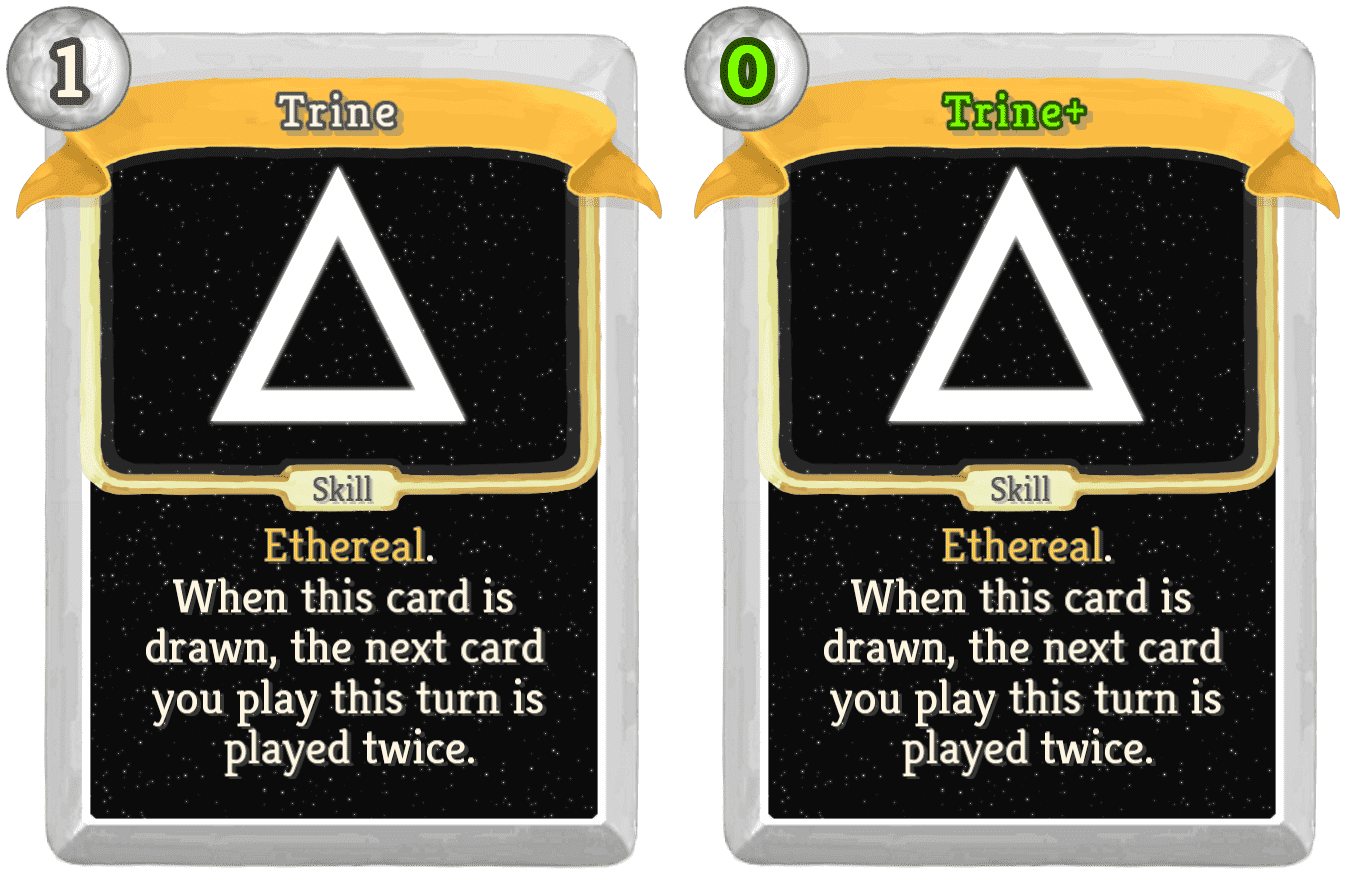 1
Trine
Skill
Ethereal.
When this card is
drawn, the next card
you play this turn is
played twice.
0
Trine+
Skill
Ethereal.
When this card is
drawn, the next card
you play this turn is
played twice.